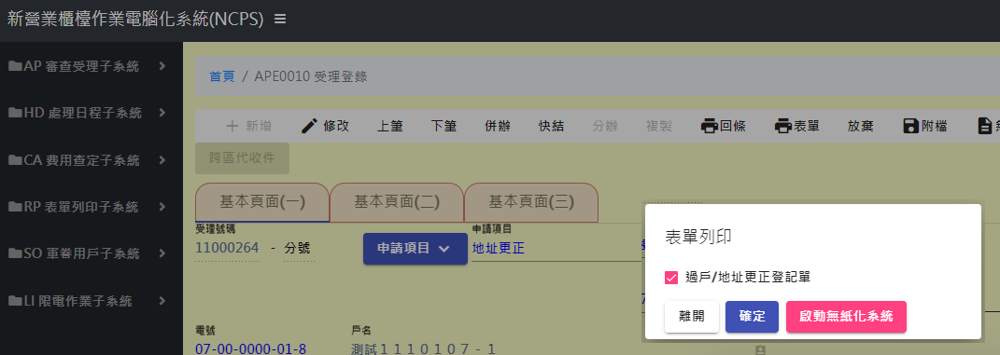 新營業櫃檯作業電腦化系統(NCPS)
AP 審查受理子系統
HD 處理日程子系統
CA 費用查定子系統
RP 表單列印子系統
SO 軍眷用戶子系統
LI 限電作業子系統
首頁 / APE0010 受理登錄
新增 修改 上筆 下筆 併辦 快結 分辦 複製 回條 表單 放棄 附檔
跨區代收件
基本頁面(一) 基本頁面(二) 基本頁面(三)
受理號碼 申請項目
11000264 - 分號 申請項目 地址更正
電號 戶名
07-00-0000-01-8 測試１１１０１０７－１
表單列印
過戶/地址更正登記單
離開 確定 啟動無紙化系統